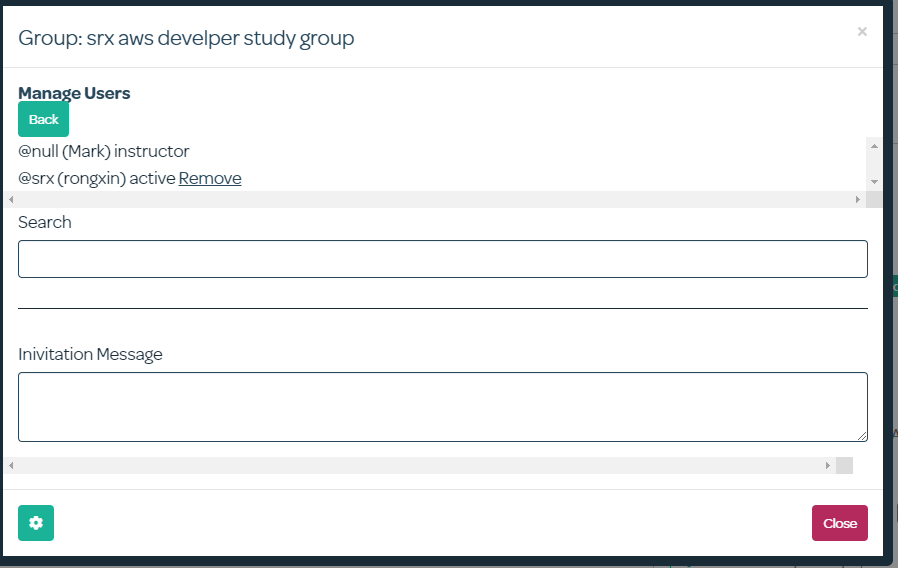 Group: srx aws develper study group
×
Manage Users
Back
@null (Mark) instructor
@srx (rongxin) active Remove
Search
Inivitation Message
Close